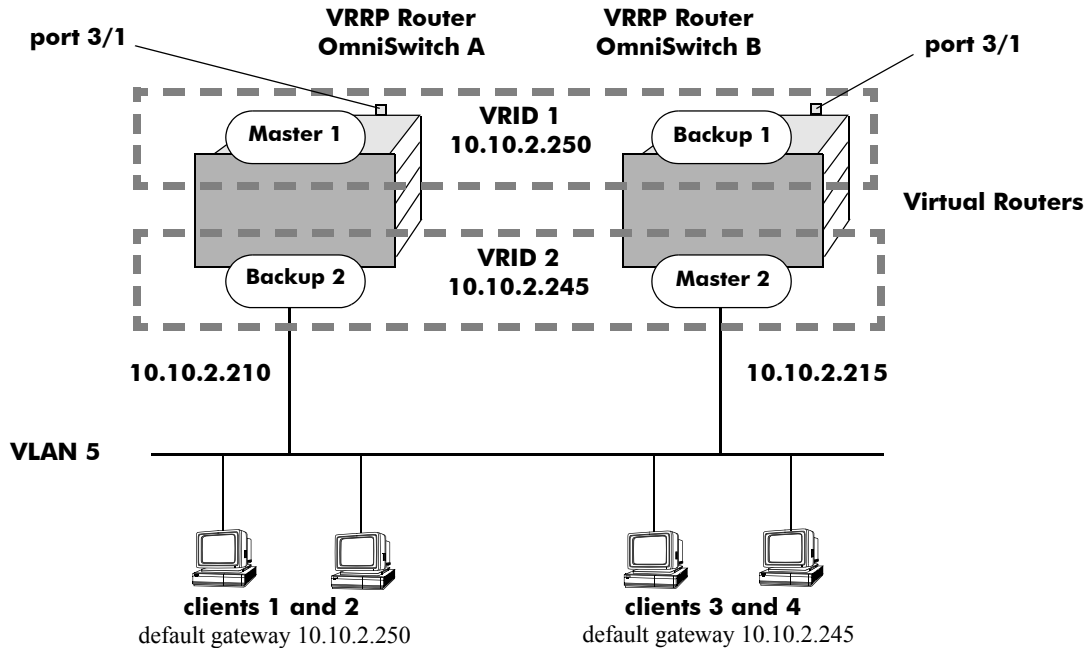 VRRP Router
OmniSwitch A
VRRP Router
OmniSwitch B
port 3/1
port 3/1
Master 1
VRID 1
10.10.2.250
Backup 1
Virtual Routers
Backup 2
VRID 2
10.10.2.245
Master 2
10.10.2.210
10.10.2.215
VLAN 5
clients 1 and 2
default gateway 10.10.2.250
clients 3 and 4
default gateway 10.10.2.245